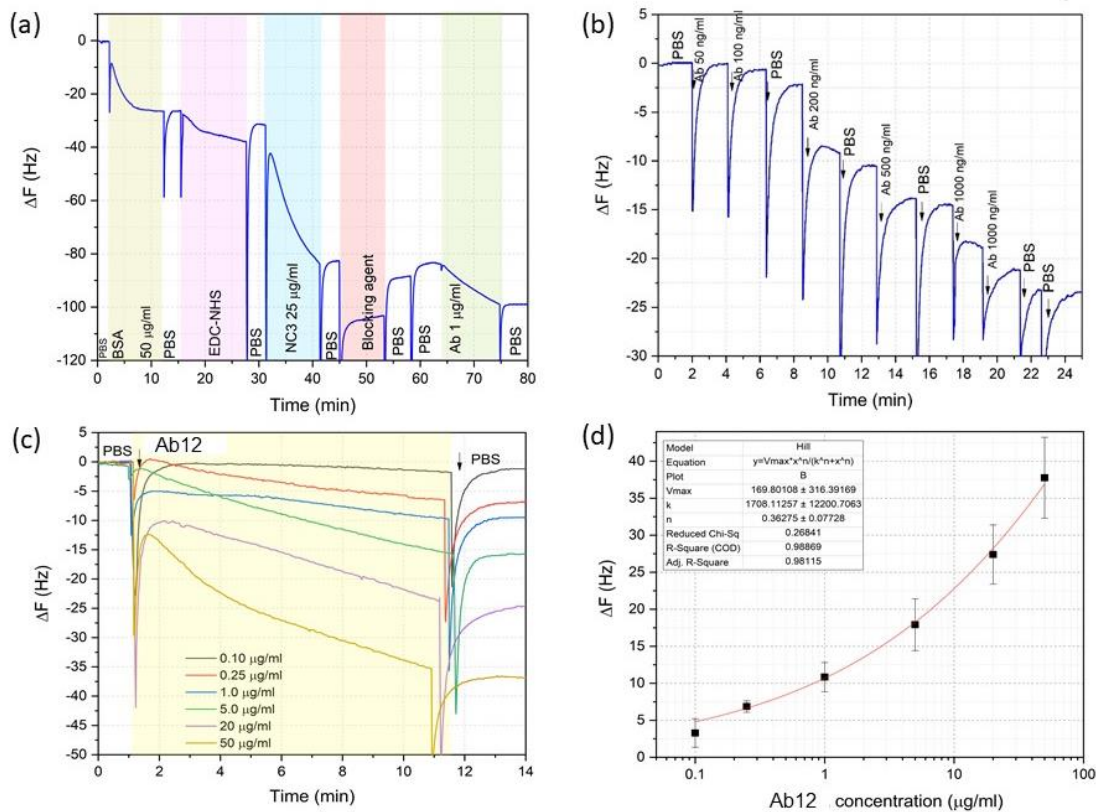 (a)
0
-20
-40
-60
-80
-100
-120
ΔF (Hz)
PBS
BSA
50 μg/ml
PBS
EDC-NHS
PBS
NC3 25 μg/ml
PBS
Blocking agent
PBS
PBS
Ab 1 μg/ml
PBS
0 10 20 30 40 50 60 70 80
Time (min)
(b)
5
0
-5
-10
-15
-20
-25
-30
ΔF (Hz)
PBS
Ab 50 ng/ml
Ab 100 ng/ml
PBS
Ab 200 ng/ml
PBS
Ab 500 ng/ml
PBS
Ab 1000 ng/ml
Ab 1000 ng/ml
PBS
PBS
0 2 4 6 8 10 12 14 16 18 20 22 24
Time (min)
(c)
5
0
-5
-10
-15
-20
-25
-30
-35
-40
-45
-50
ΔF (Hz)
PBS
Ab12
PBS
0.10 μg/ml
0.25 μg/ml
1.0 μg/ml
5.0 μg/ml
20 μg/ml
50 μg/ml
0 2 4 6 8 10 12 14
Time (min)
(d)
40
35
30
25
20
15
10
5
0
ΔF (Hz)
Model Hill
Equation y=Vmax*x^n/(k^n+x^n)
Plot B
Vmax 169.80108 ± 316.39169
k 1708.11257 ± 12200.7063
n 0.36275 ± 0.07728
Reduced Chi-Sq 0.26841
R-Square (COD) 0.98869
Adj. R-Square 0.98115
0.1 1 10 100
Ab12 concentration (μg/ml)